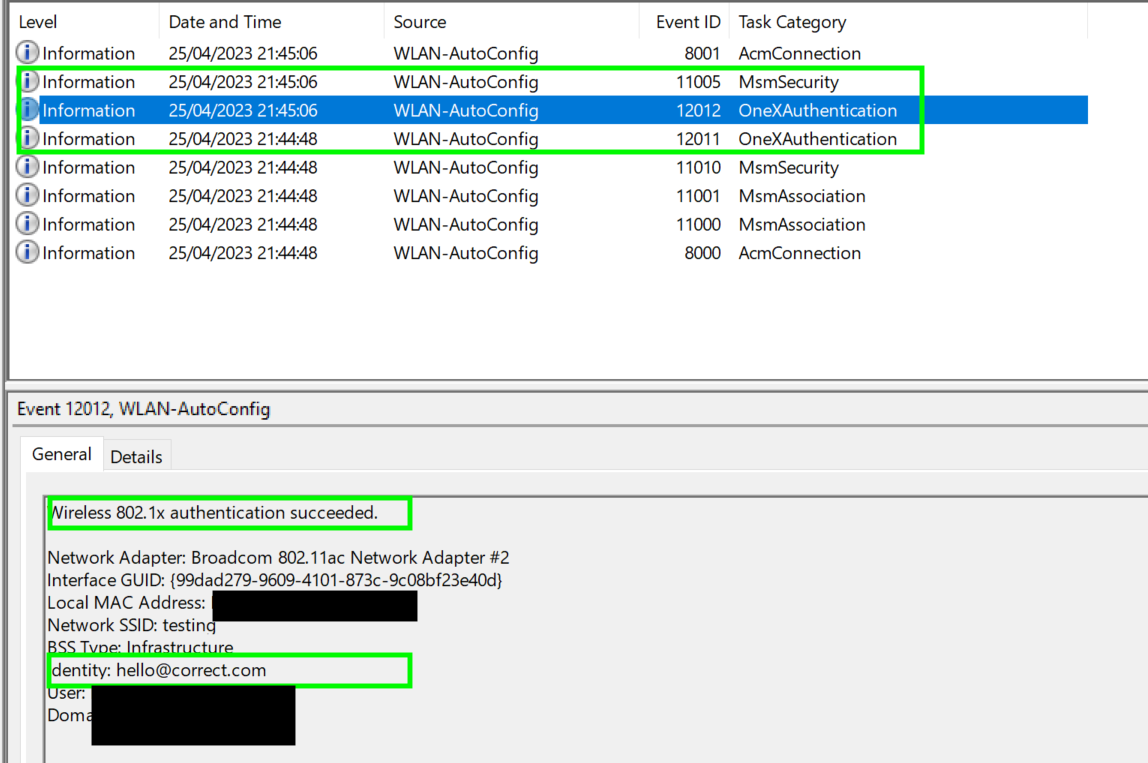 Level Date and Time Source Event ID Task Category
Information 25/04/2023 21:45:06 WLAN-AutoConfig 8001 AcmConnection
Information 25/04/2023 21:45:06 WLAN-AutoConfig 11005 MsmSecurity
Information 25/04/2023 21:45:06 WLAN-AutoConfig 12012 OneXAuthentication
Information 25/04/2023 21:44:48 WLAN-AutoConfig 12011 OneXAuthentication
Information 25/04/2023 21:44:48 WLAN-AutoConfig 11010 MsmSecurity
Information 25/04/2023 21:44:48 WLAN-AutoConfig 11001 MsmAssociation
Information 25/04/2023 21:44:48 WLAN-AutoConfig 11000 MsmAssociation
Information 25/04/2023 21:44:48 WLAN-AutoConfig 8000 AcmConnection
Event 12012, WLAN-AutoConfig
General Details
Wireless 802.1x authentication succeeded.
Network Adapter: Broadcom 802.11ac Network Adapter #2
Interface GUID: {99dad279-9609-4101-873c-9c08bf23e40d}
Local MAC Address:
Network SSID: testing
BSS Type: Infrastructure
dentity: hello@correct.com
User:
Doma